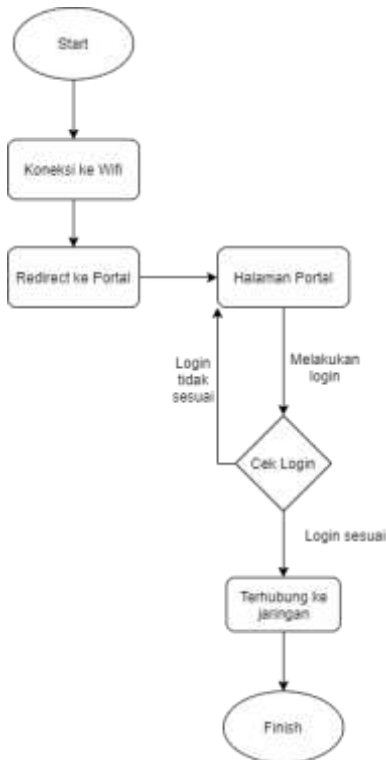 Start
Koneksi ke Wifi
Redirect ke Portal
Halaman Portal
Login
tidak
sesuai
Melakukan
login
Cek Login
Login sesuai
Terhubung ke
jaringan
Finish